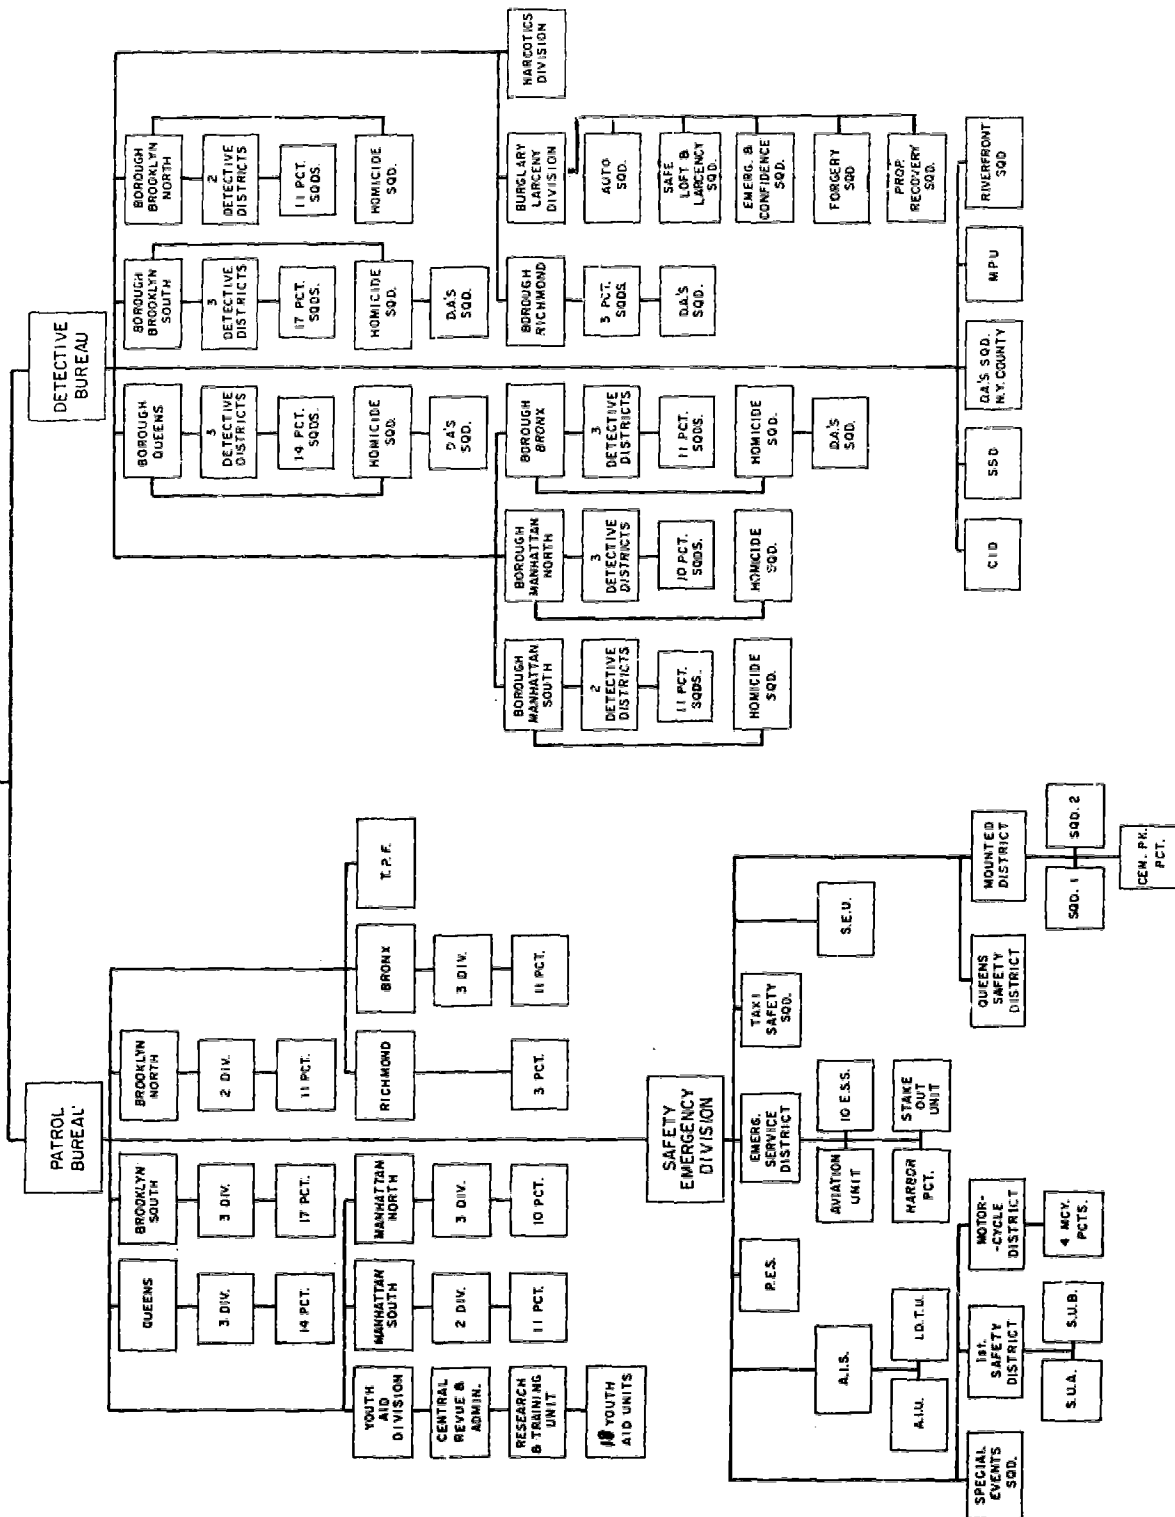 PATROL
BUREAU
DETECTIVE
BUREAU
QUEENS
3 DIV.
14 PCT.
BROOKLYN
SOUTH
3 DIV.
17 PCT.
BROOKLYN
NORTH
2 DIV.
11 PCT.
YOUTH
AID
DIVISION
CENTRAL
REVUE &
ADMIN.
RESEARCH
& TRAINING
UNIT
18 YOUTH
AID UNITS
MANHATTAN
SOUTH
2 DIV.
11 PCT.
MANHATTAN
NORTH
3 DIV.
10 PCT.
RICHMOND
3 PCT.
BRONX
3 DIV.
11 PCT.
T.P.F.
SAFETY
EMERGENCY
DIVISION
A.I.S.
A.I.U.
I.D.T.U.
P.E.S.
EMERG.
SERVICE
DISTRICT
AVIATION
UNIT
10 E.S.S.
HARBOR
PCT.
STAKE
OUT
UNIT
TAXI
SAFETY
SQD.
S.E.U.
SPECIAL
EVENTS
SQD.
1st.
SAFETY
DISTRICT
S.U.A.
S.U.B.
MOTOR-
-CYCLE
DISTRICT
4 MCY.
PCTS.
QUEENS
SAFETY
DISTRICT
MOUNTED
DISTRICT
SQD. 1
SQD. 2
CEN. PK.
PCT.
BOROUGH
QUEENS
3
DETECTIVE
DISTRICTS
14 PCT.
SQDS.
HOMICIDE
SQD.
DA'S
SQD.
BOROUGH
BROOKLYN
SOUTH
3
DETECTIVE
DISTRICTS
17 PCT.
SQDS.
HOMICIDE
SQD.
D.A.'S
SQD.
BOROUGH
BROOKLYN
NORTH
2
DETECTIVE
DISTRICTS
11 PCT.
SQDS.
HOMICIDE
SQD.
BOROUGH
MANHATTAN
SOUTH
2
DETECTIVE
DISTRICTS
11 PCT.
SQDS.
HOMICIDE
SQD.
BOROUGH
MANHATTAN
NORTH
3
DETECTIVE
DISTRICTS
10 PCT.
SQDS.
HOMICIDE
SQD.
BOROUGH
BRONX
3
DETECTIVE
DISTRICTS
11 PCT.
SQDS.
HOMICIDE
SQD.
D.A.'S
SQD.
BOROUGH
RICHMOND
3 PCT.
SQDS.
D.A.'S
SQD.
BURGLARY
LARCENY
DIVISION
AUTO
SQD.
SAFE
LOFT &
LARCENCY
SQD.
EMERG. &
CONFIDENCE
SQD.
FORGERY
SQD
PROP.
RECOVERY
SQD.
NARCOTICS
DIVISION
CID
SSD
D.A.'S SQD.
N.Y. COUNTY
MPU
RIVERFRONT
SQD